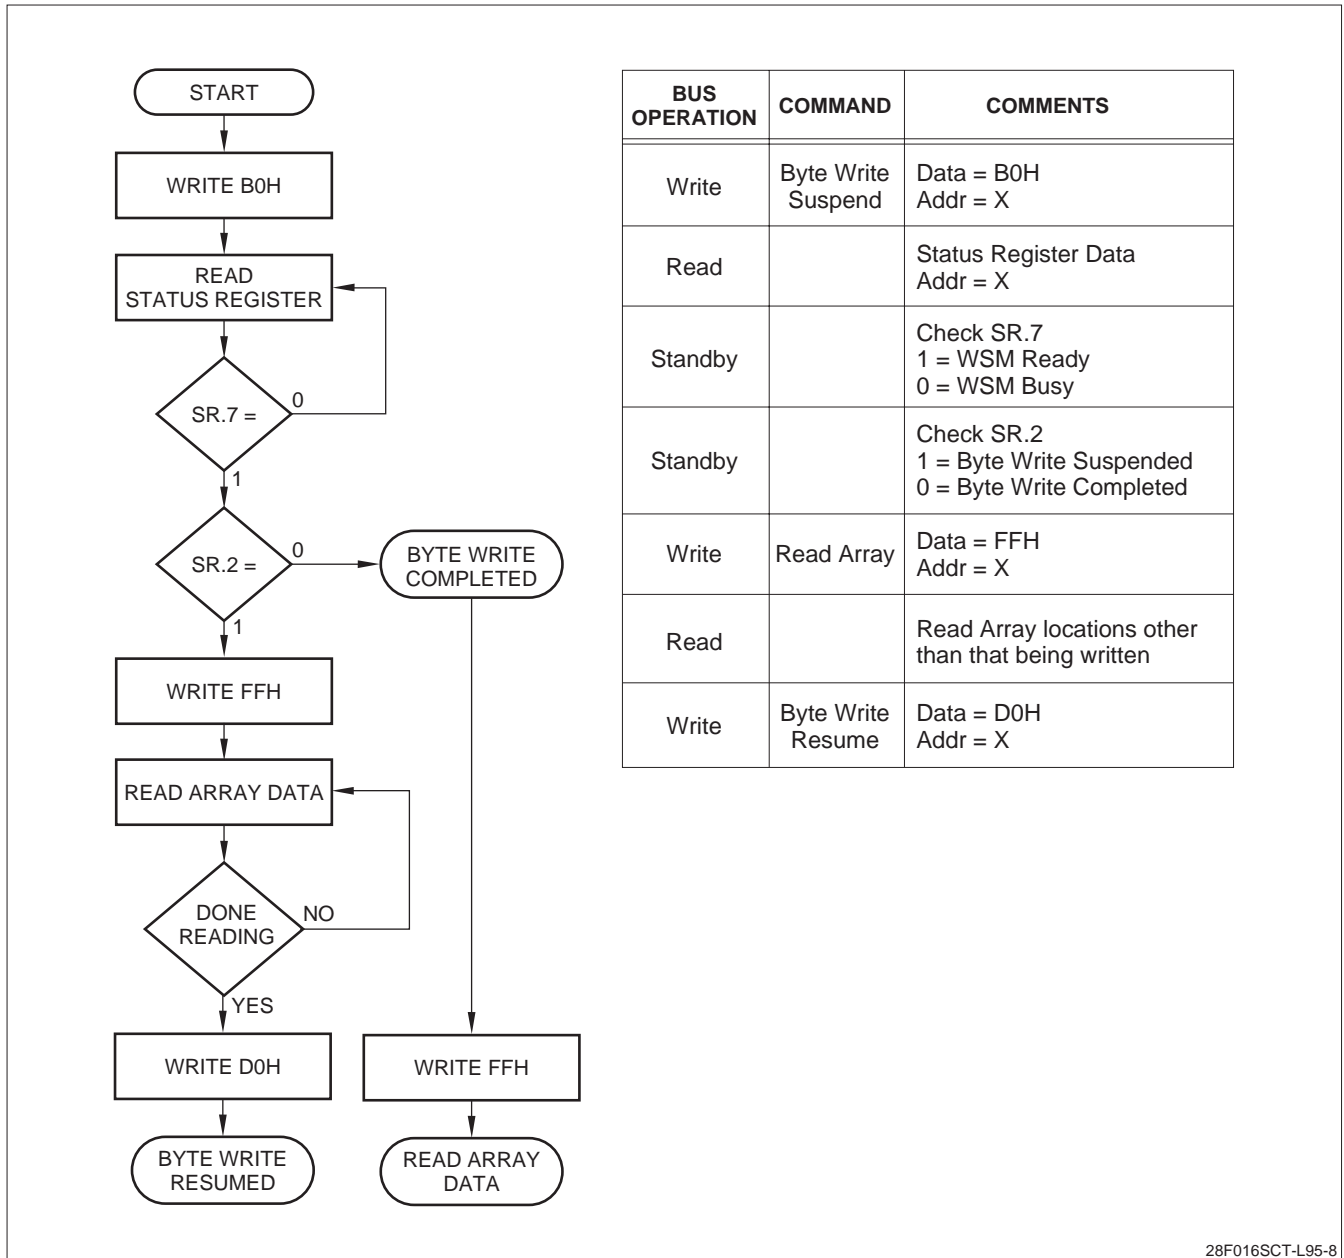 START
WRITE B0H
READ
STATUS REGISTER
SR.7 =
0
1
SR.2 =
0
BYTE WRITE
COMPLETED
1
WRITE FFH
READ ARRAY DATA
DONE
READING
NO
YES
WRITE D0H
WRITE FFH
BYTE WRITE
RESUMED
READ ARRAY
DATA
BUS
OPERATION
COMMAND
COMMENTS
Write
Byte Write
Suspend
Data = B0H
Addr = X
Read
Status Register Data
Addr = X
Standby
Check SR.7
1 = WSM Ready
0 = WSM Busy
Standby
Check SR.2
1 = Byte Write Suspended
0 = Byte Write Completed
Write
Read Array
Data = FFH
Addr = X
Read
Read Array locations other
than that being written
Write
Byte Write
Resume
Data = D0H
Addr = X
28F016SCT-L95-8